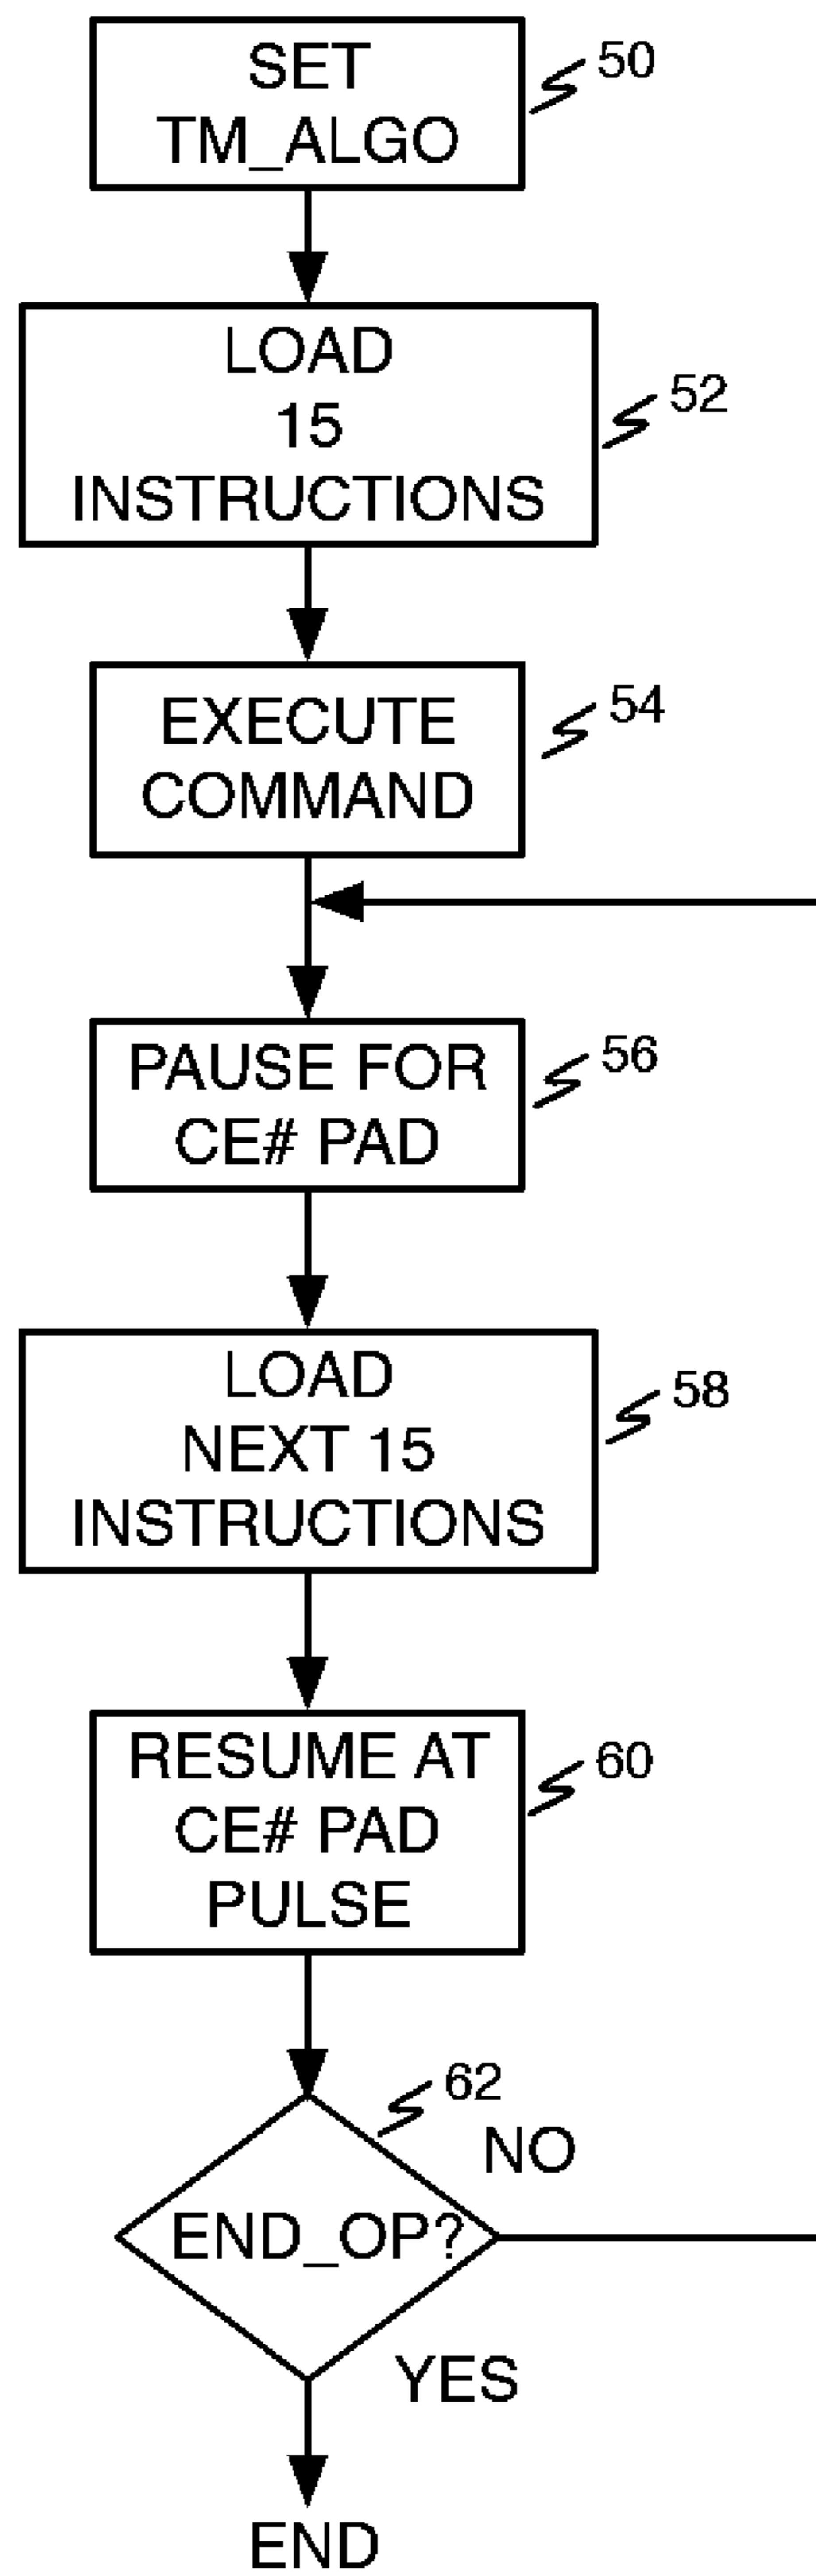 SET
TM_ALGO
50
LOAD
15
INSTRUCTIONS
52
EXECUTE
COMMAND
54
PAUSE FOR
CE# PAD
56
LOAD
NEXT 15
INSTRUCTIONS
58
RESUME AT
CE# PAD
PULSE
60
62
NO
END_OP?
YES
END